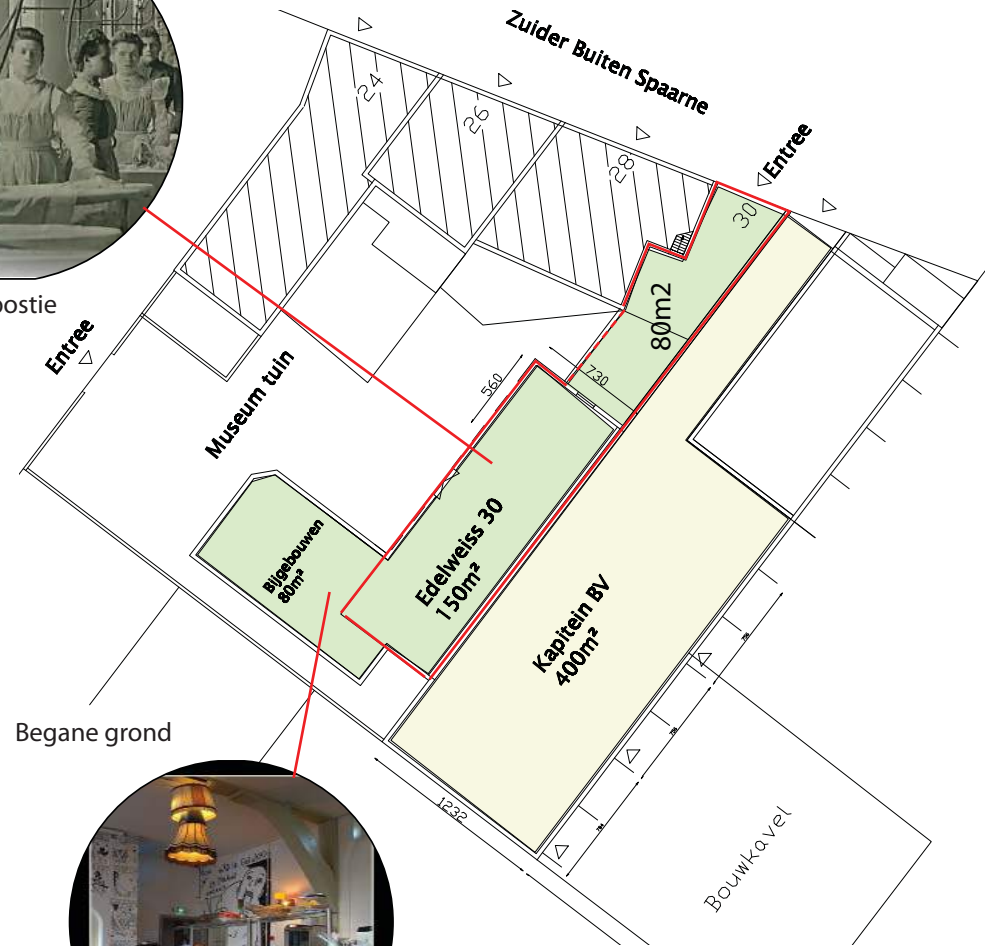 Zuider Buiten Spaarne
24
26
28
Entree
30
80m2
ostie
Entree
Museum tuin
560
730
Edelweiss 30
150m²
Bijgebouwen
80m²
Kapitein BV
400m²
Begane grond
1232
Bouwkavel